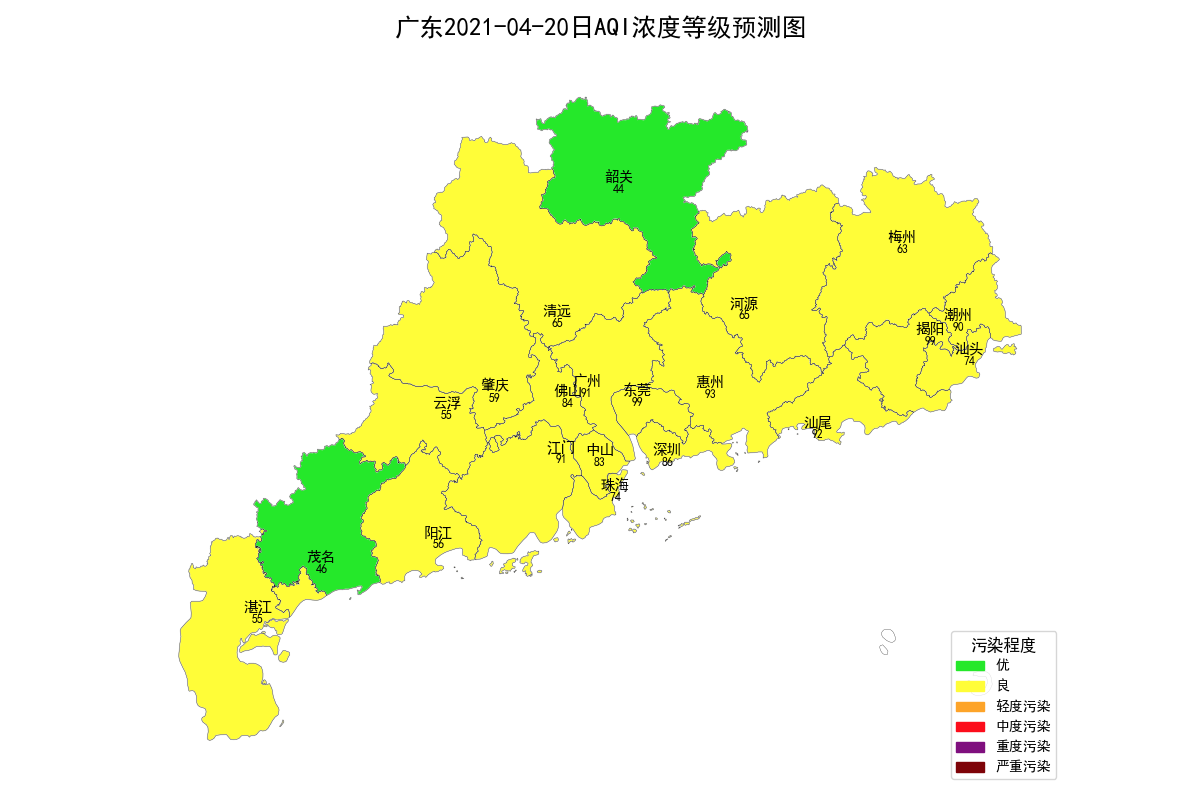 广东2021-04-20日AQI浓度等级预测图
韶关
44
梅州
63
河源
65
清远
65
潮州
90
揭阳
99
汕头
74
广州
91
肇庆
59
佛山
84
东莞
99
惠州
93
云浮
55
汕尾
92
江门
91
中山
83
深圳
86
珠海
74
阳江
56
茂名
46
湛江
55
污染程度
优
良
轻度污染
中度污染
重度污染
严重污染